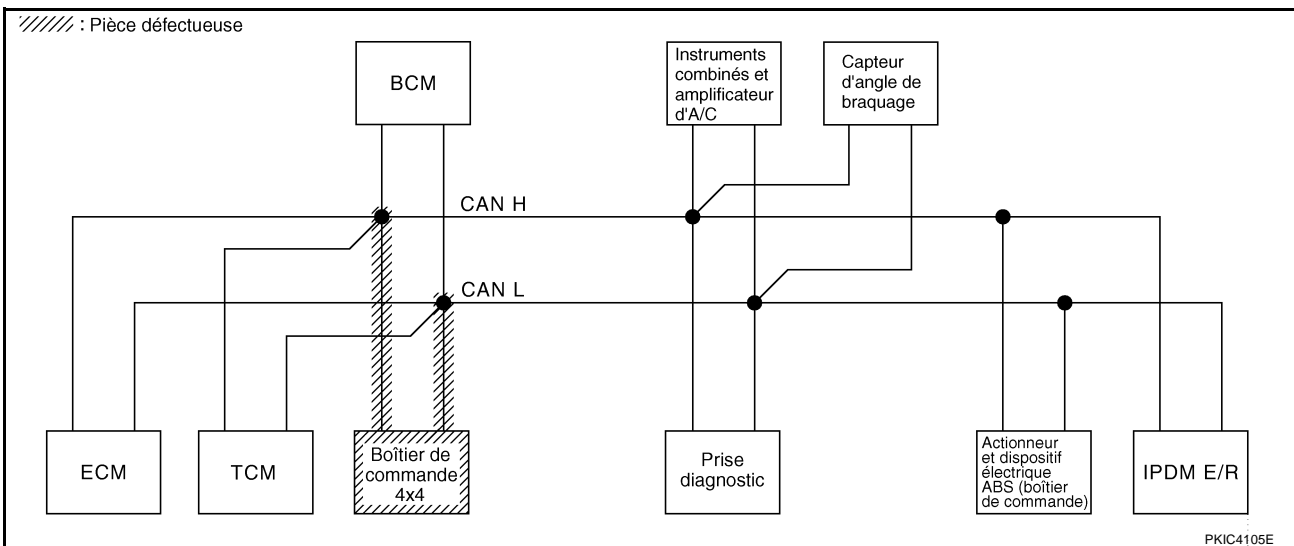 : Pièce défectueuse
BCM
Instruments
combinés et
amplificateur
d'A/C
Capteur
d'angle de
braquage
CAN H
CAN L
ECM
TCM
Boîtier de
commande
4x4
Prise
diagnostic
Actionneur
et dispositif
électrique
ABS (boîtier
de commande)
IPDM E/R
PKIC4105E